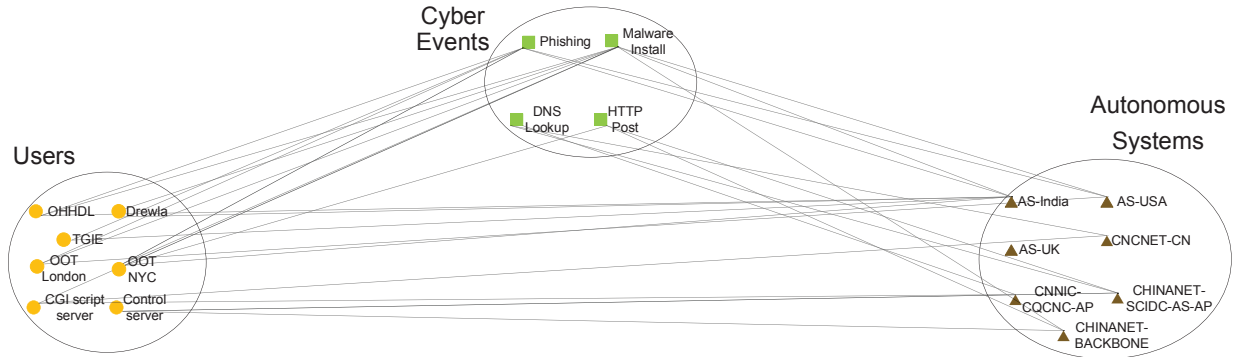 Cyber
Events
Phishing
Malware
Install
DNS
Lookup
HTTP
Post
Users
OHHDL
Drewla
TGIE
OOT
London
OOT
NYC
CGI script
server
Control
server
Autonomous
Systems
AS-India
AS-USA
AS-UK
CNCNET-CN
CNNIC-
CQCNC-AP
CHINANET-
SCIDC-AS-AP
CHINANET-
BACKBONE